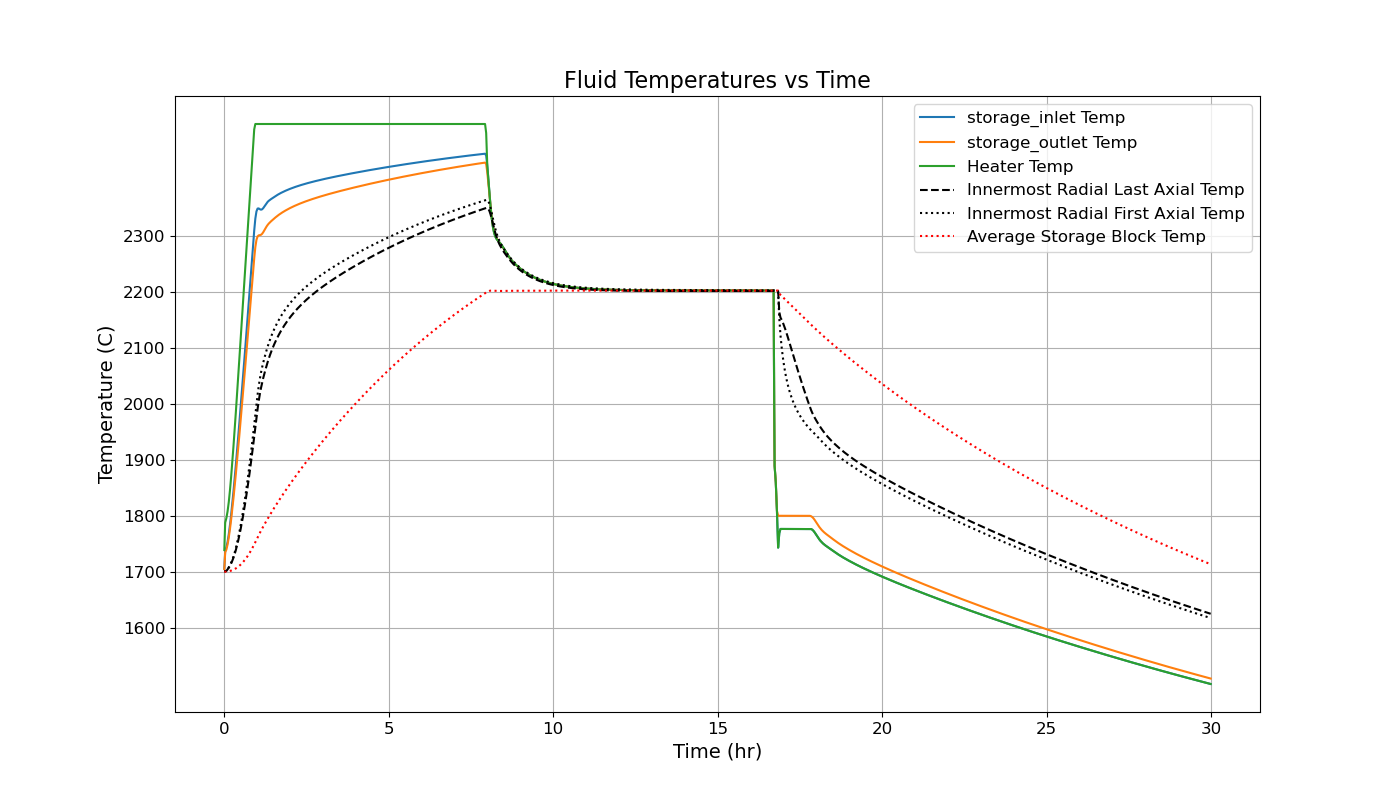 Fluid Temperatures vs Time
storage_inlet Temp
storage_outlet Temp
Heater Temp
Innermost Radial Last Axial Temp
Innermost Radial First Axial Temp
Average Storage Block Temp
Temperature (C)
2300
2200
2100
2000
1900
1800
1700
1600
0 5 10 15 20 25 30
Time (hr)